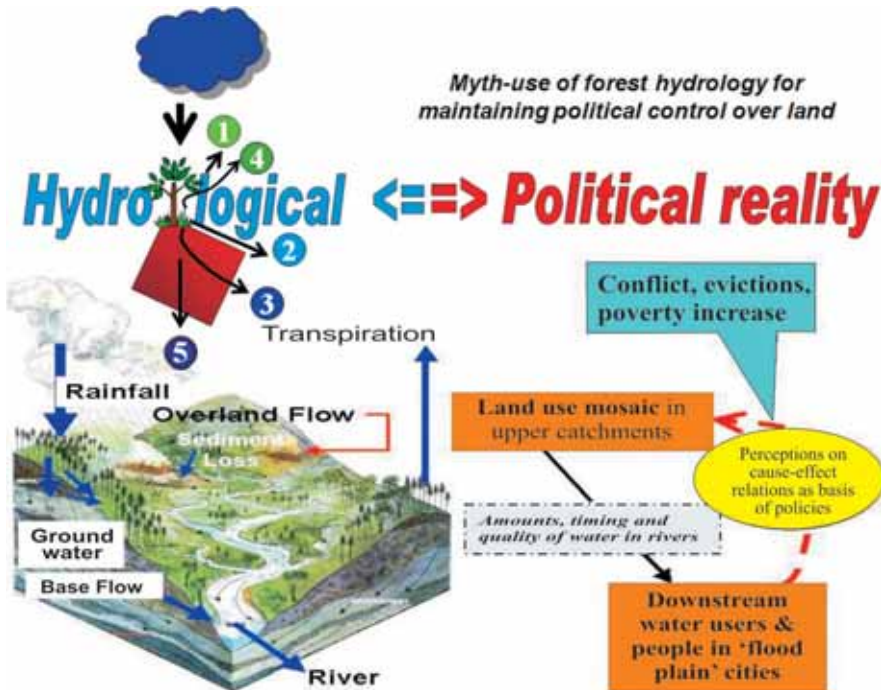 Myth-use of forest hydrology for
maintaining political control over land
1
4
Hydro logical <==> Political reality
2
3
5
Transpiration
Rainfall
Overland Flow
Sediment
Loss
Ground
water
Base Flow
River
Conflict, evictions,
poverty increase
Land use mosaic in
upper catchments
Perceptions on
cause-effect
relations as basis
of policies
Amounts, timing and
quality of water in rivers
Downstream
water users &
people in ‘flood
plain’ cities